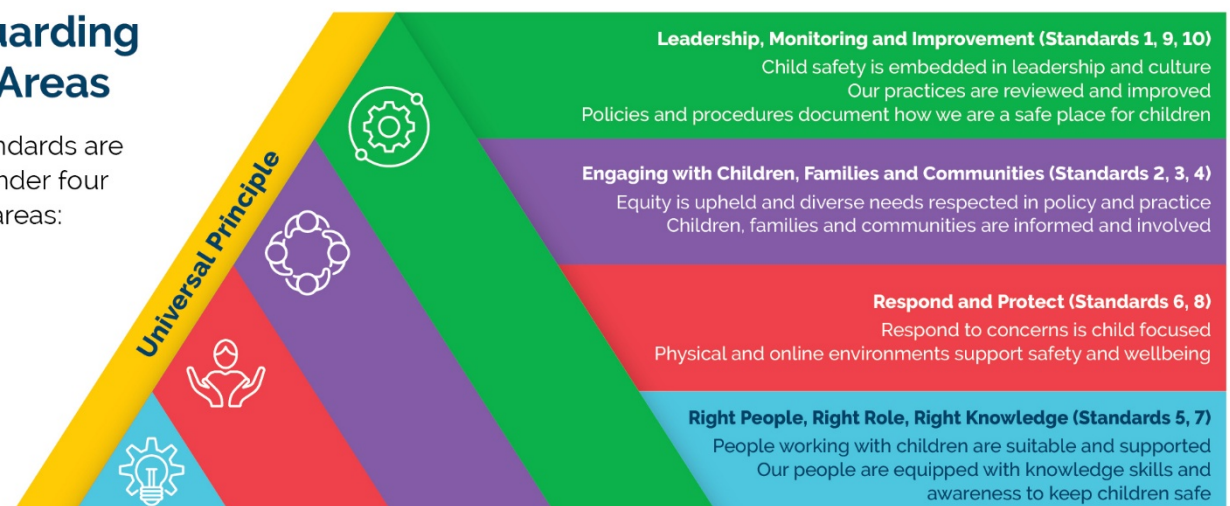 Areas
are
four
areas:
Universal Principle
Leadership, Monitoring and Improvement (Standards 1, 9, 10)
Child safety is embedded in leadership and culture
Our practices are reviewed and improved
Policies and procedures document how we are a safe place for children
Engaging with Children, Families and Communities (Standards 2, 3, 4)
Equity is upheld and diverse needs respected in policy and practice
Children, families and communities are informed and involved
Respond and Protect (Standards 6, 8)
Respond to concerns is child focused
Physical and online environments support safety and wellbeing
Right People, Right Role, Right Knowledge (Standards 5, 7)
People working with children are suitable and supported
Our people are equipped with knowledge skills and
awareness to keep children safe